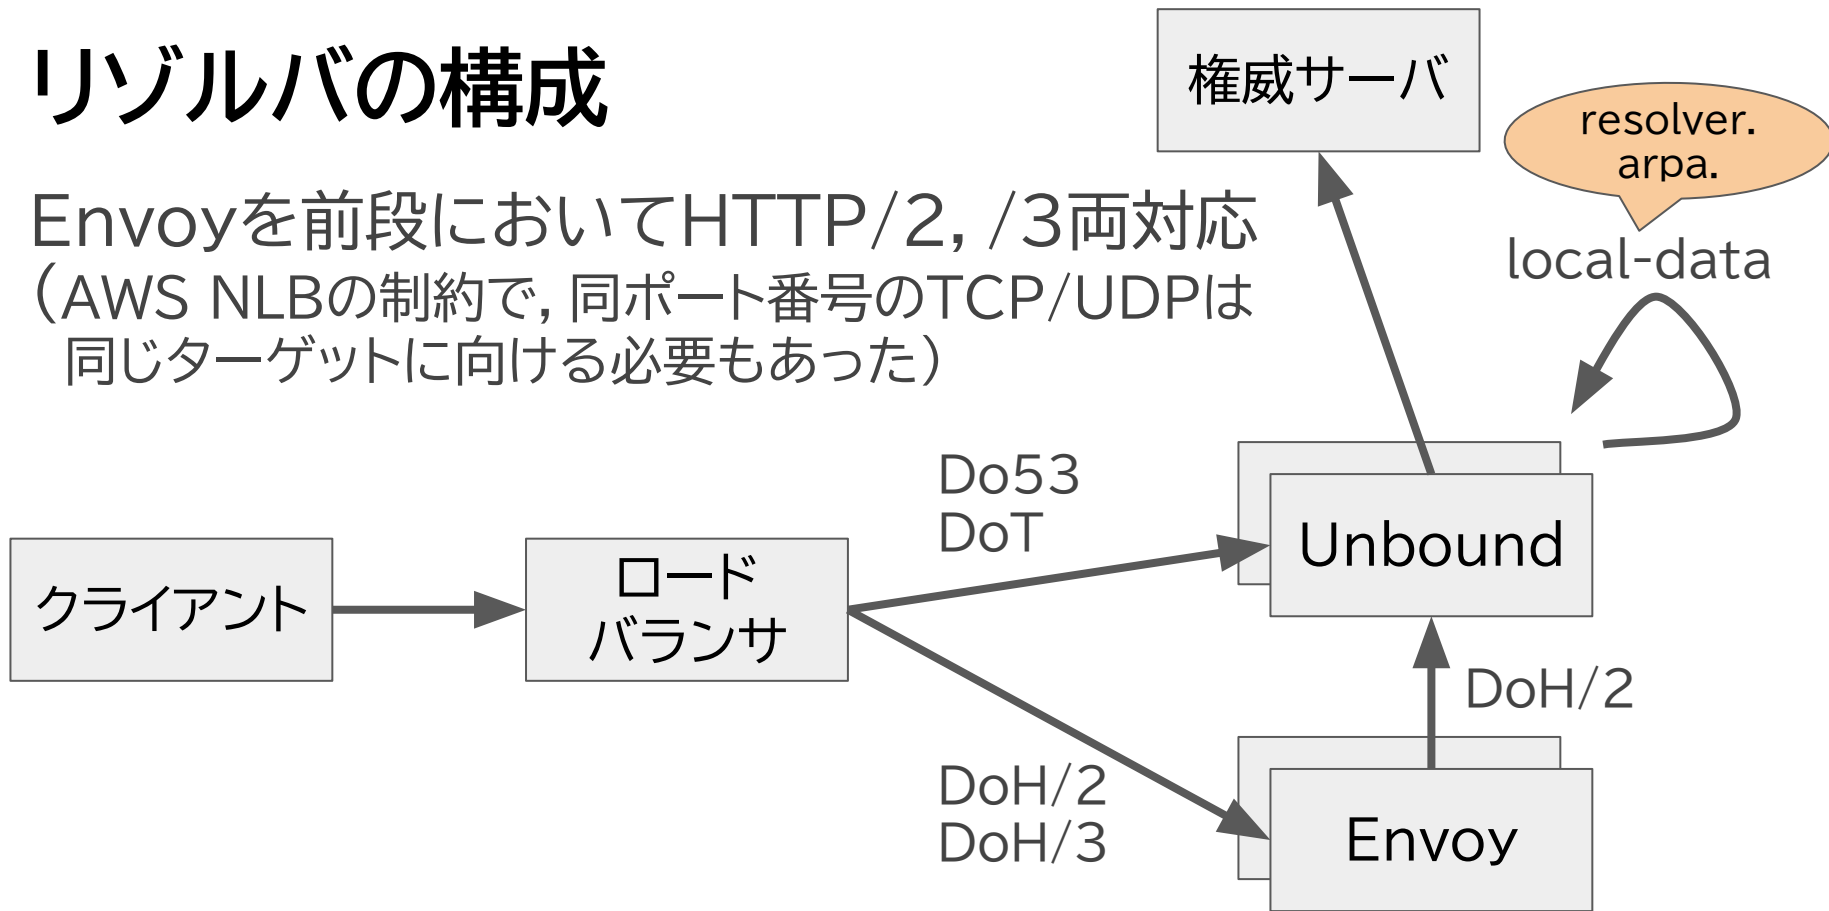 リゾルバの構成
Envoyを前段においてHTTP/2, /3両対応
（AWS NLBの制約で, 同ポート番号のTCP/UDPは
同じターゲットに向ける必要もあった）
権威サーバ
resolver.
arpa.
local-data
クライアント
ロード
バランサ
Do53
DoT
Unbound
DoH/2
DoH/2
DoH/3
Envoy